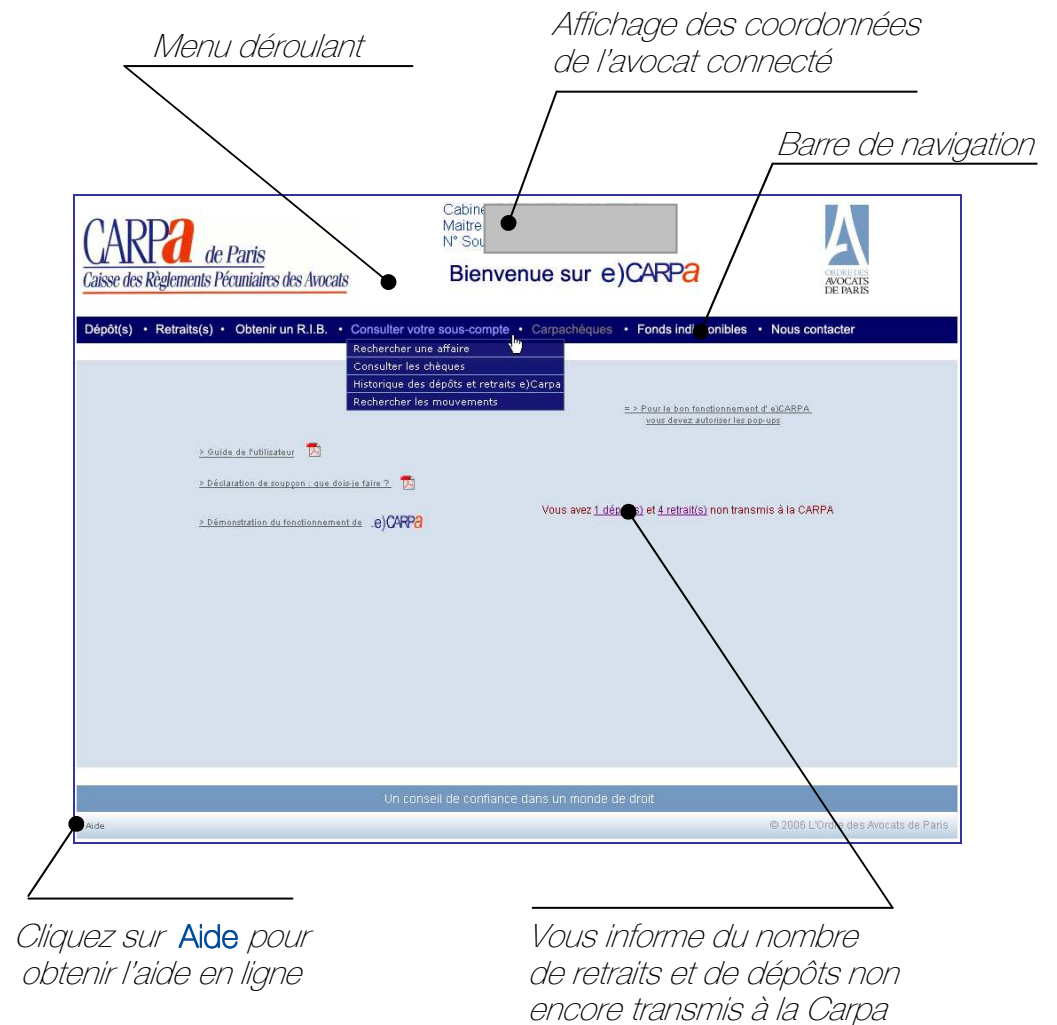 Menu déroulant
Affichage des coordonnées
de l'avocat connecté
Barre de navigation
CARPa de Paris
Caisse des Règlements Pécuniaires des Avocats
Maitre
N°
Bienvenue sur e)CARPa
ORDRE DES
AVOCATS
DE PARIS
Dépôt(s) • Retraits(s) • Obtenir un R.I.B. • Consulter votre sous-compte • Carpachèques • Fonds indisponibles • Nous contacter
Rechercher une affaire
Consulter les chèques
Historique des dépôts et retraits e)Carpa
Rechercher les mouvements
= > Pour le bon fonctionnement d' e)CARPA
vous devez autoriser les pop-ups
> Guide de l'utilisateur
> Déclaration de soupçon : que dois-je faire ?
> Démonstration du fonctionnement de .e)CARPa
Vous avez 1 dépôt(s) et 4 retrait(s) non transmis à la CARPA
Un conseil de confiance dans un monde de droit
Aide
© 2006 L'Ordre des Avocats de Paris
Cliquez sur Aide pour
obtenir l'aide en ligne
Vous informe du nombre
de retraits et de dépôts non
encore transmis à la Carpa